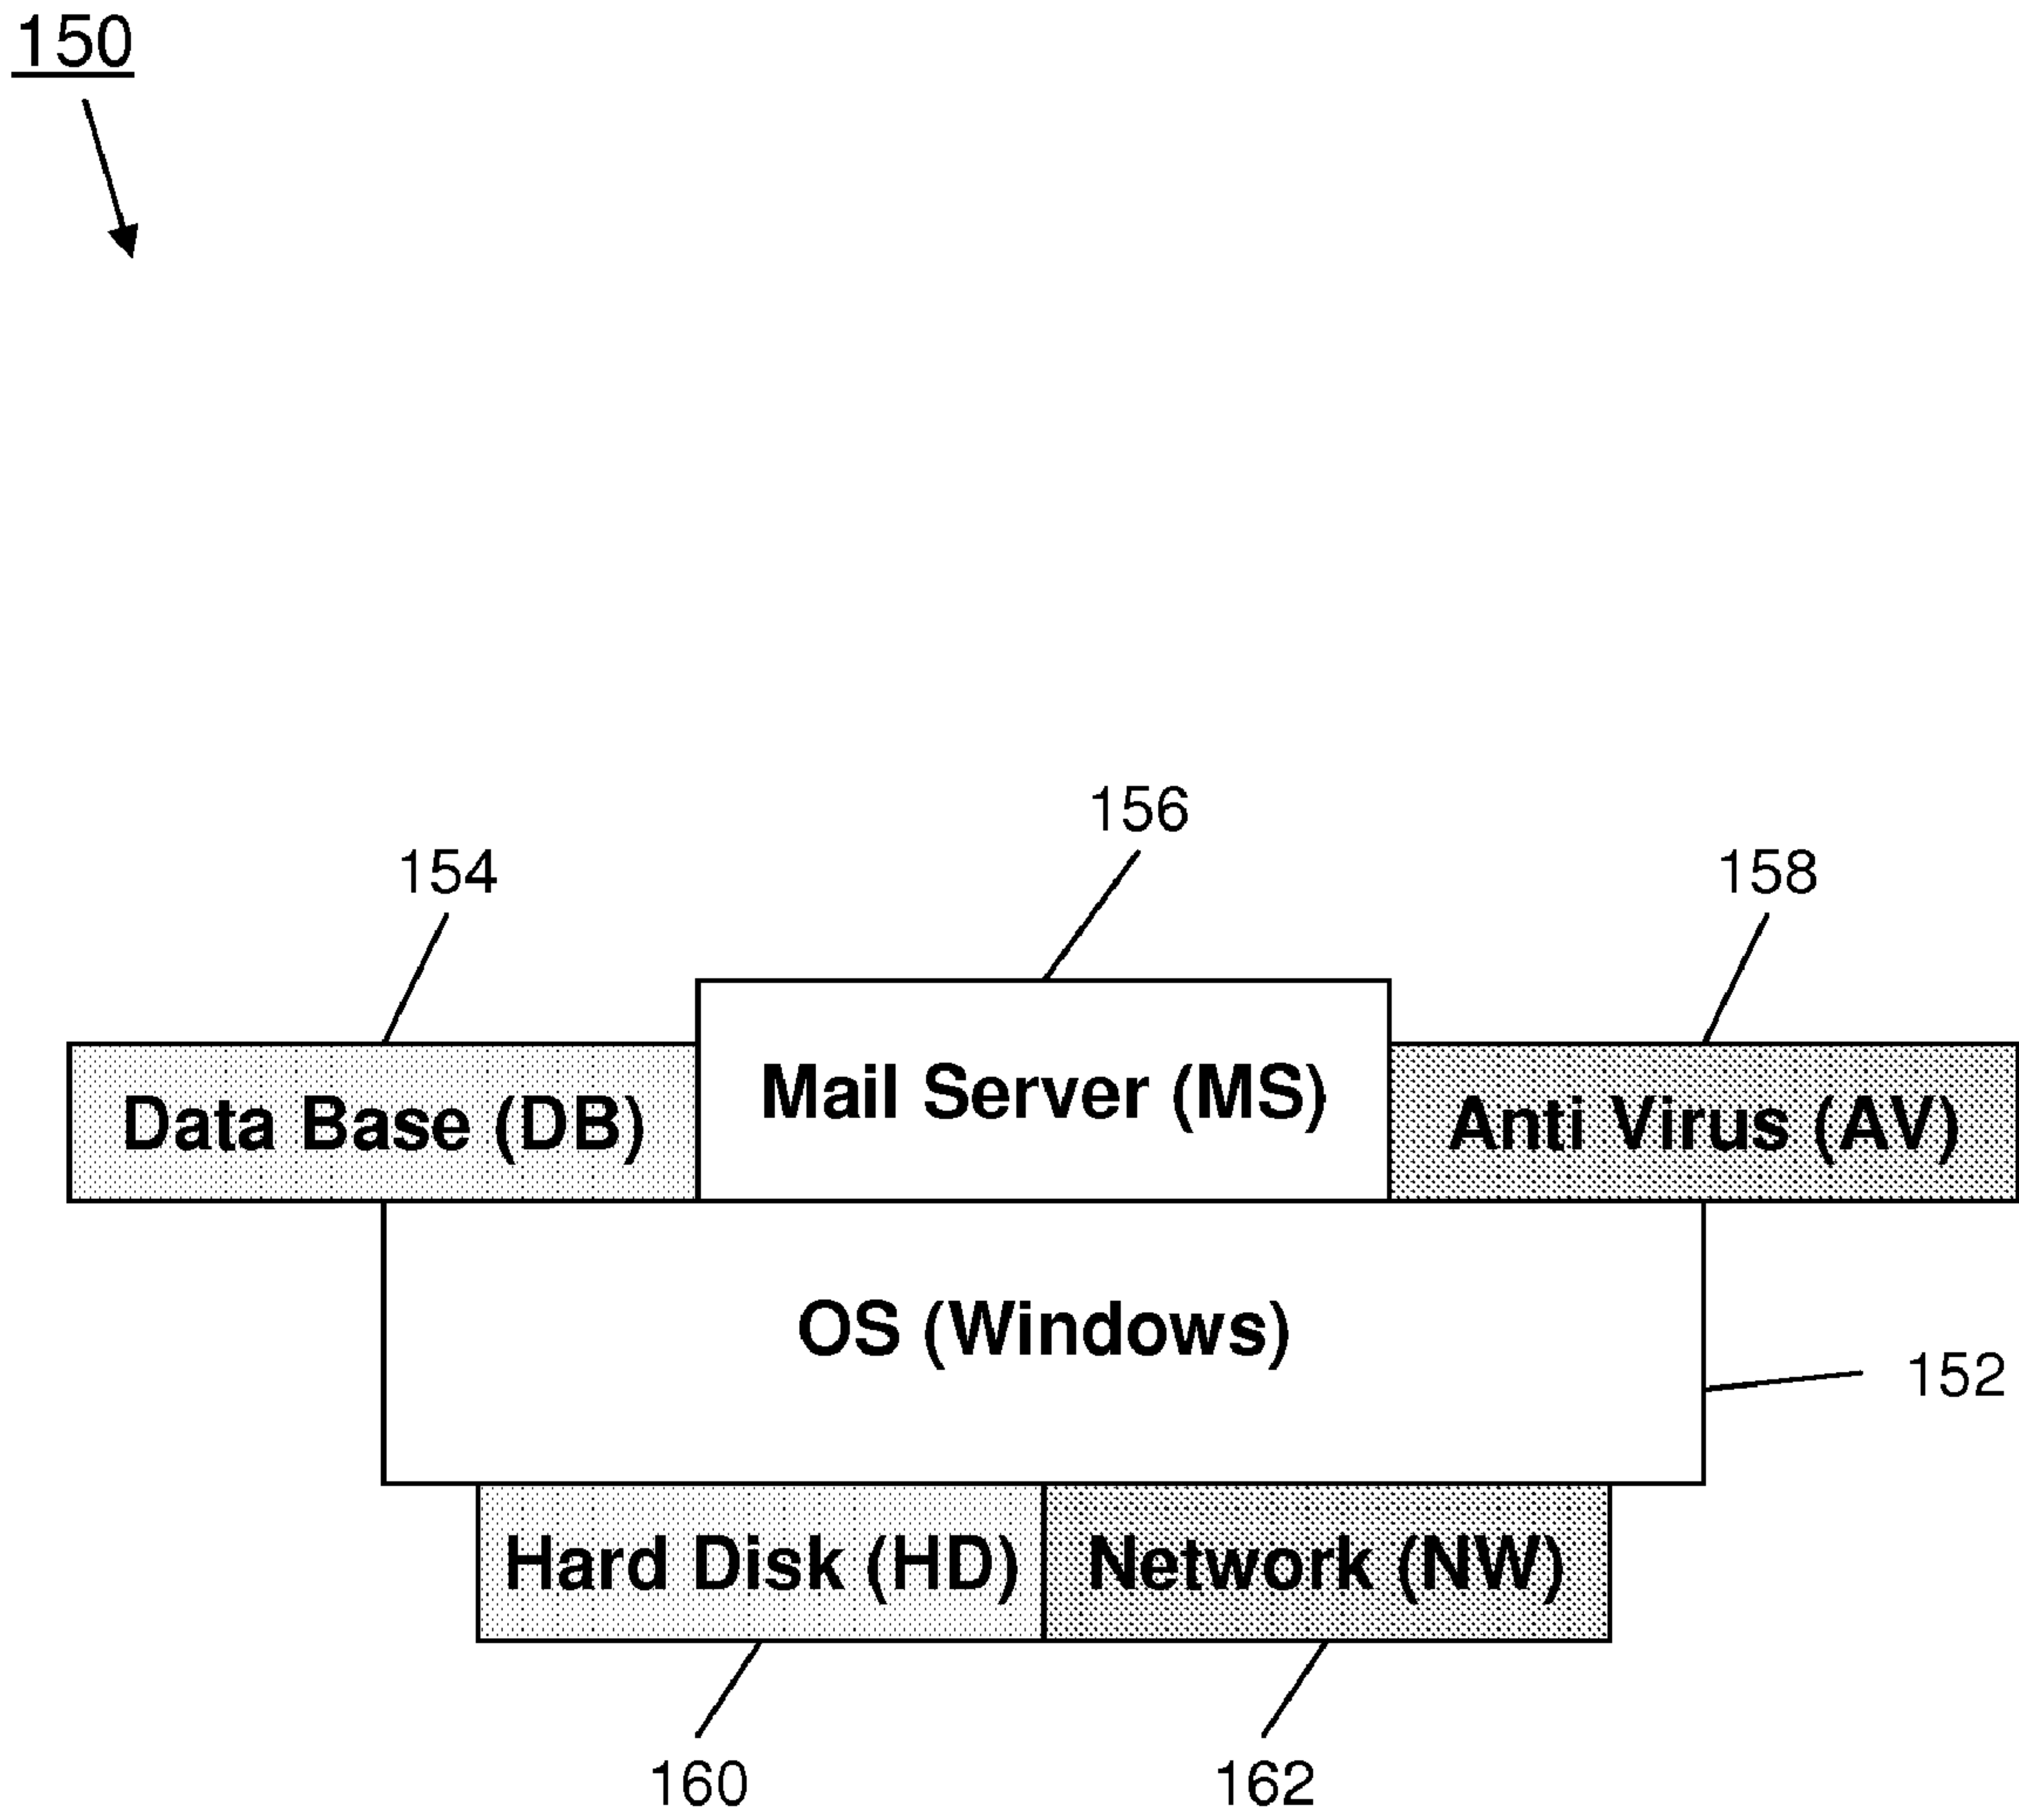 150
156
154
158
Mail Server (MS)
Data Base (DB)
Anti Virus (AV)
OS (Windows)
152
Hard Disk (HD)
Network (NW)
160
162